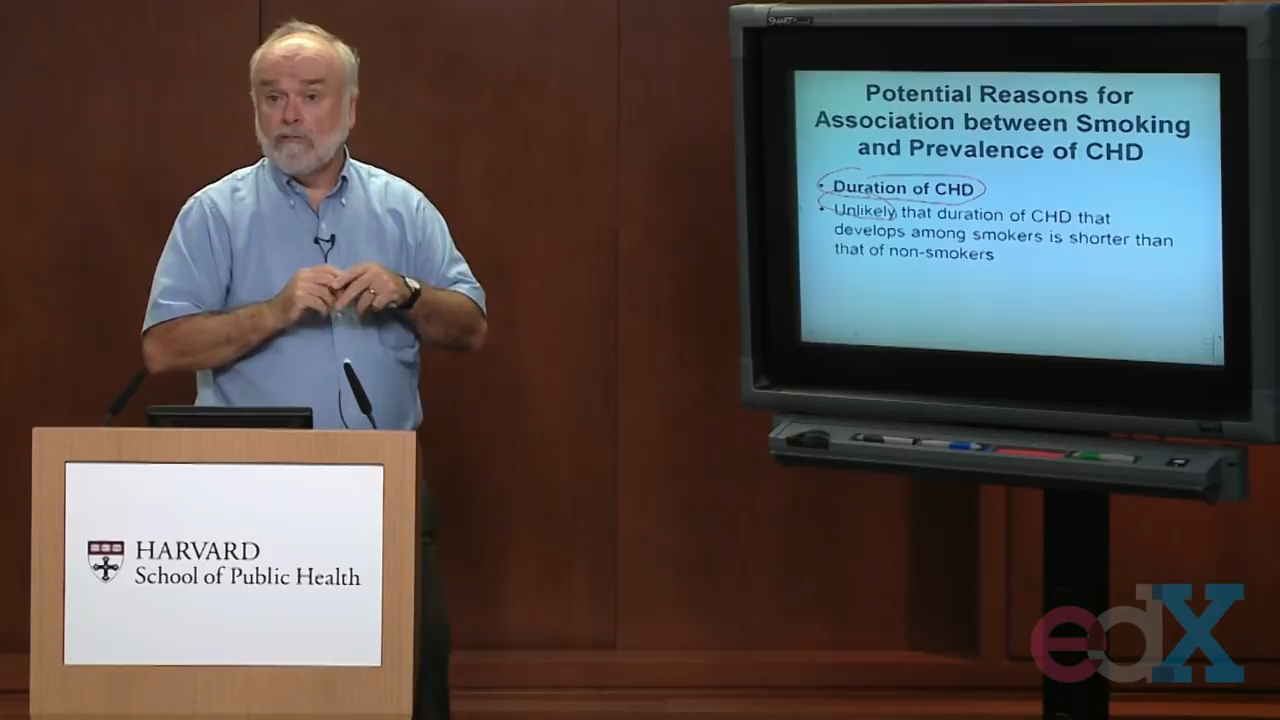 SMART
Potential Reasons for
Association between Smoking
and Prevalence of CHD
• Duration of CHD
• Unlikely that duration of CHD that
develops among smokers is shorter than
that of non-smokers
HARVARD
School of Public Health
edX